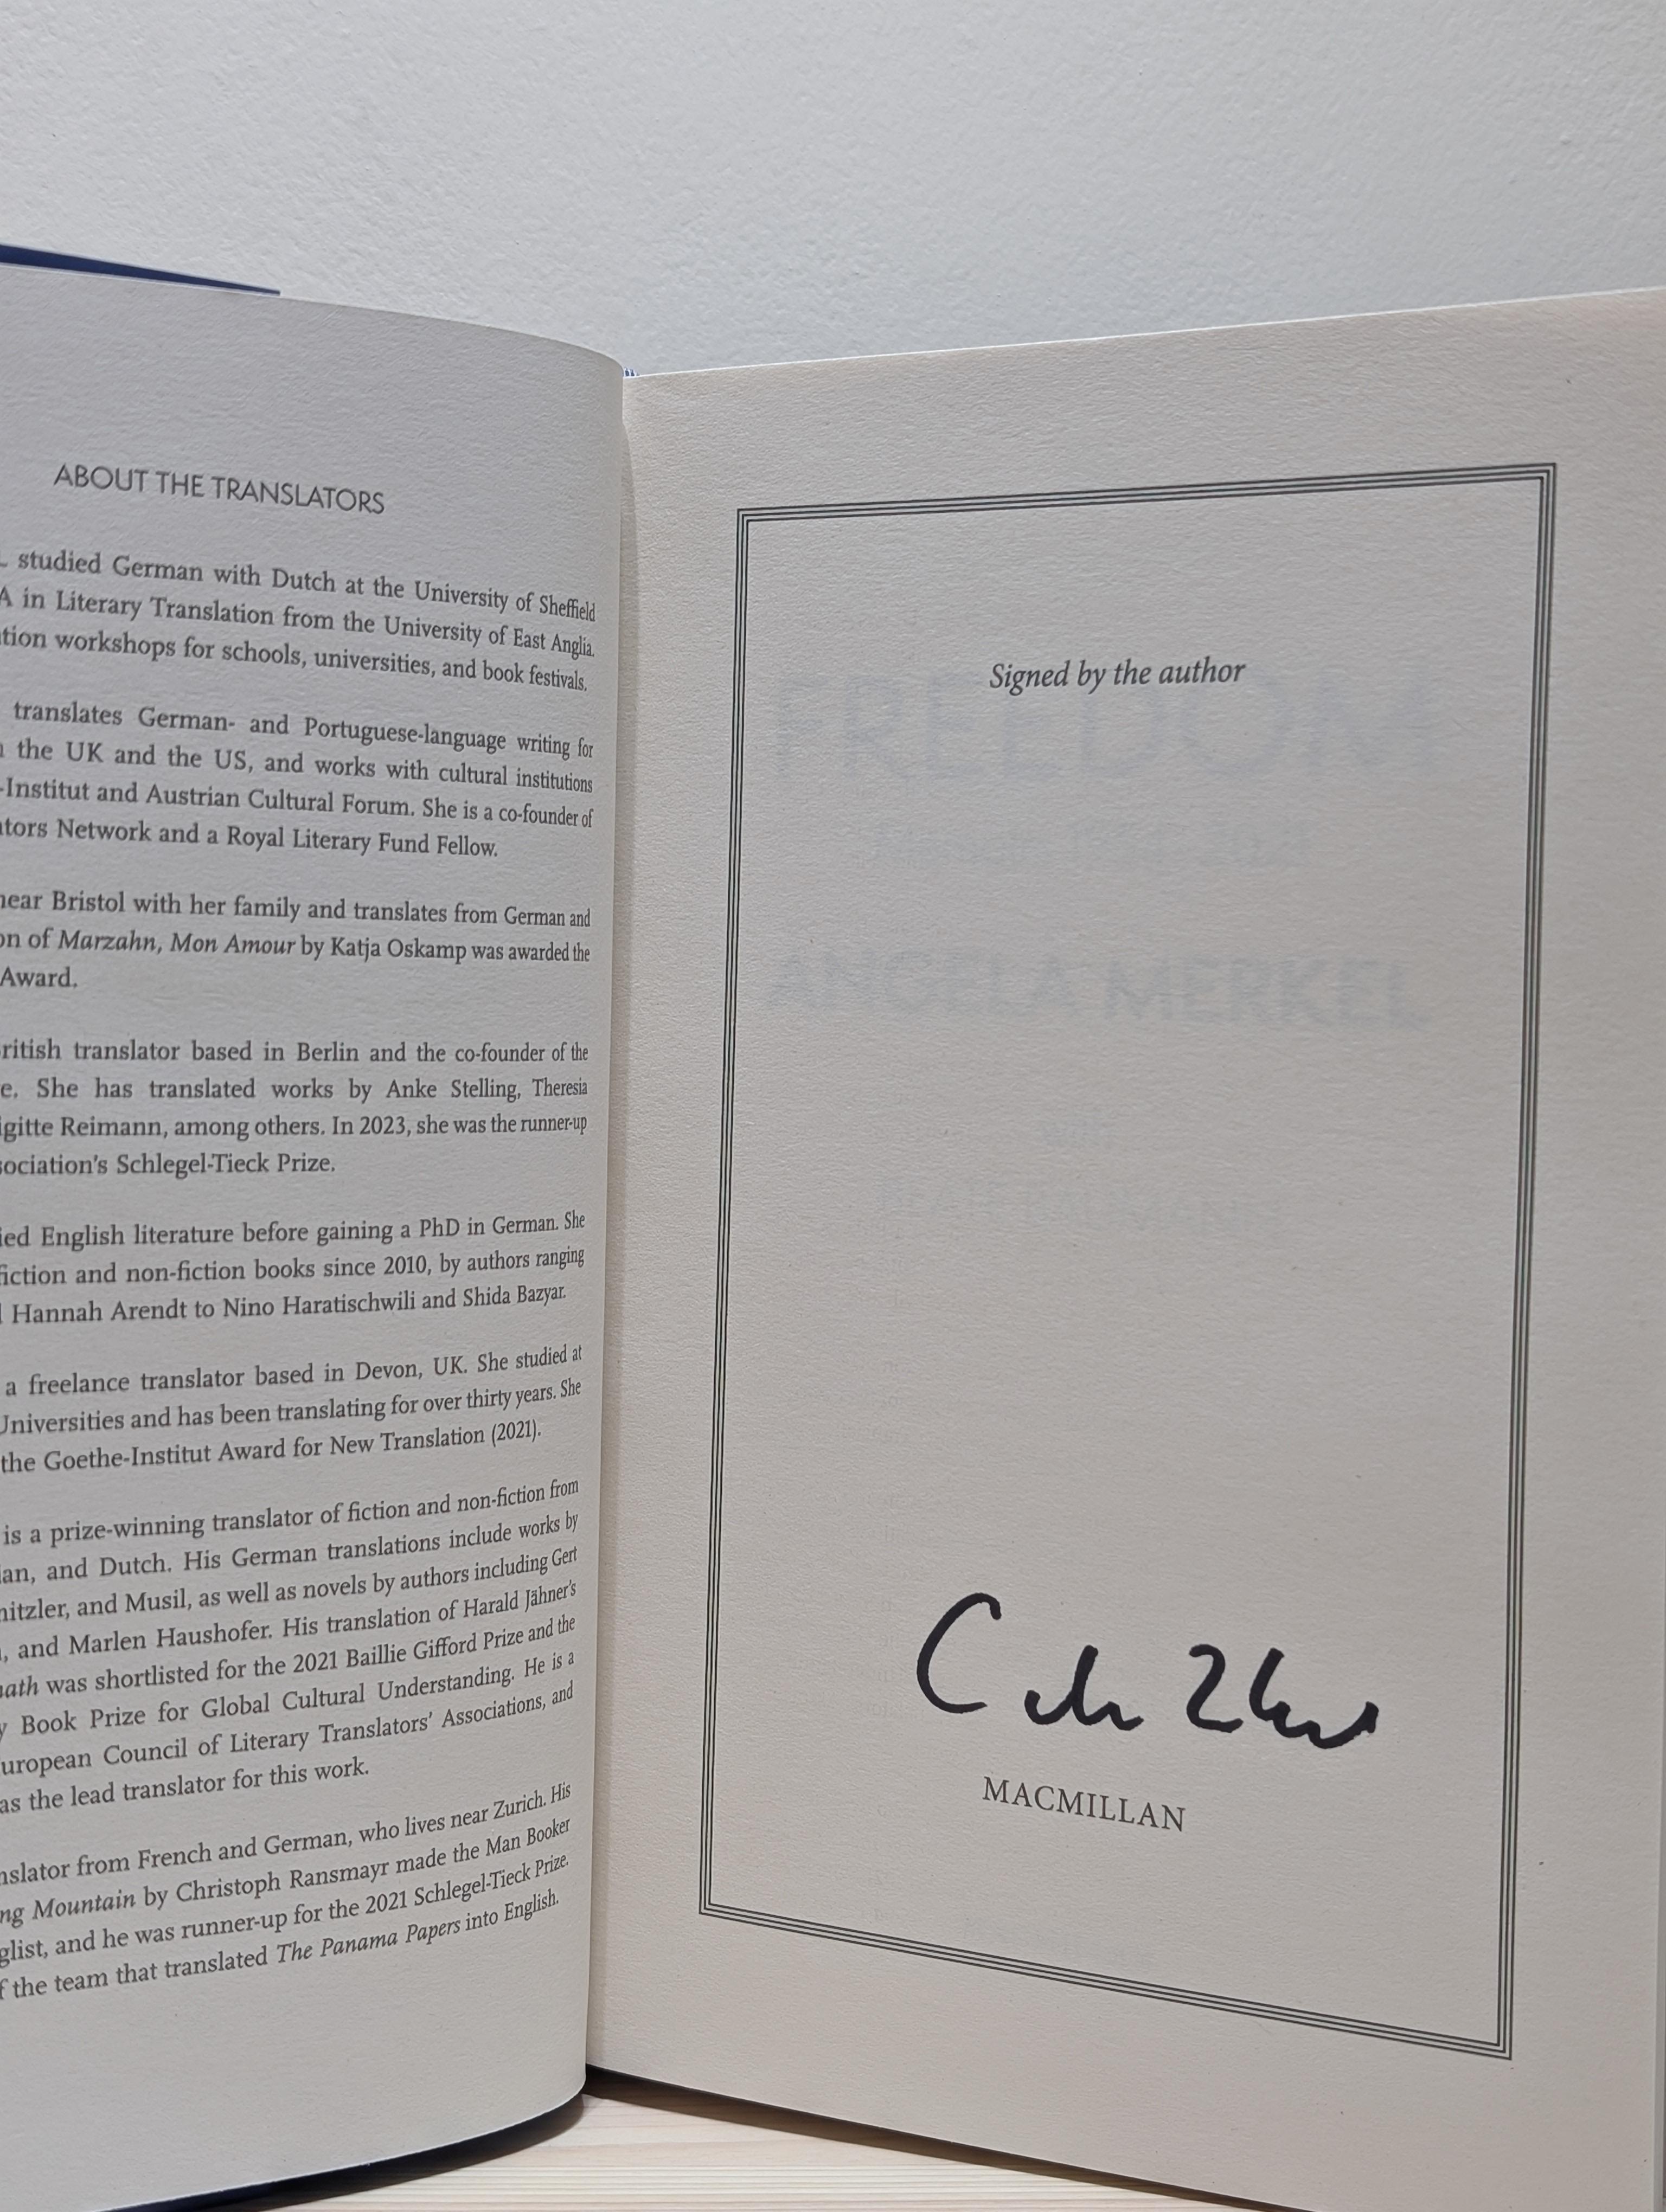 ABOUT THE TRANSLATORS
studied German with Dutch at the University of Sheffield
A in Literary Translation from the University of East Anglia.
tion workshops for schools, universities, and book festivals.
translates German- and Portuguese-language writing for
the UK and the US, and works with cultural institutions
-Institut and Austrian Cultural Forum. She is a co-founder of
ators Network and a Royal Literary Fund Fellow.
near Bristol with her family and translates from German and
on of Marzahn, Mon Amour by Katja Oskamp was awarded the
Award.
ritish translator based in Berlin and the co-founder of the
e. She has translated works by Anke Stelling, Theresia
igitte Reimann, among others. In 2023, she was the runner-up
sociation's Schlegel-Tieck Prize.
ied English literature before gaining a PhD in German. She
fiction and non-fiction books since 2010, by authors ranging
Hannah Arendt to Nino Haratischwili and Shida Bazyar.
a freelance translator based in Devon, UK. She studied at
Universities and has been translating for over thirty years. She
the Goethe-Institut Award for New Translation (2021).
is a prize-winning translator of fiction and non-fiction from
ian, and Dutch. His German translations include works by
nitzler, and Musil, as well as novels by authors including Gert
, and Marlen Haushofer. His translation of Harald Jähner's
ath was shortlisted for the 2021 Baillie Gifford Prize and the
y Book Prize for Global Cultural Understanding. He is a
uropean Council of Literary Translators' Associations, and
as the lead translator for this work.
nslator from French and German, who lives near Zurich. His
ng Mountain by Christoph Ransmayr made the Man Booker
glist, and he was runner-up for the 2021 Schlegel-Tieck Prize.
f the team that translated The Panama Papers into English.
Signed by the author
ANGELA MERKEL
MACMILLAN